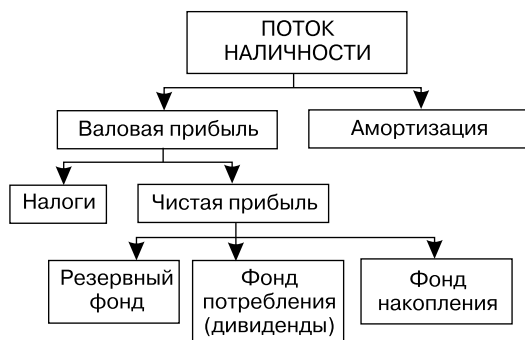 ПОТОК
НАЛИЧНОСТИ
Валовая прибыль
Амортизация
Налоги
Чистая прибыль
Резервный
фонд
Фонд
потребления
(дивиденды)
Фонд
накопления